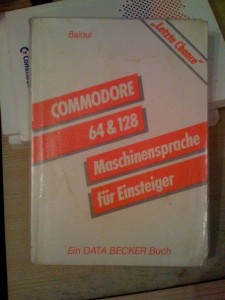 Baloui
„Letzte Chance"
COMMODORE
64 & 128
Maschinensprache
für Einsteiger
Ein DATA BECKER Buch